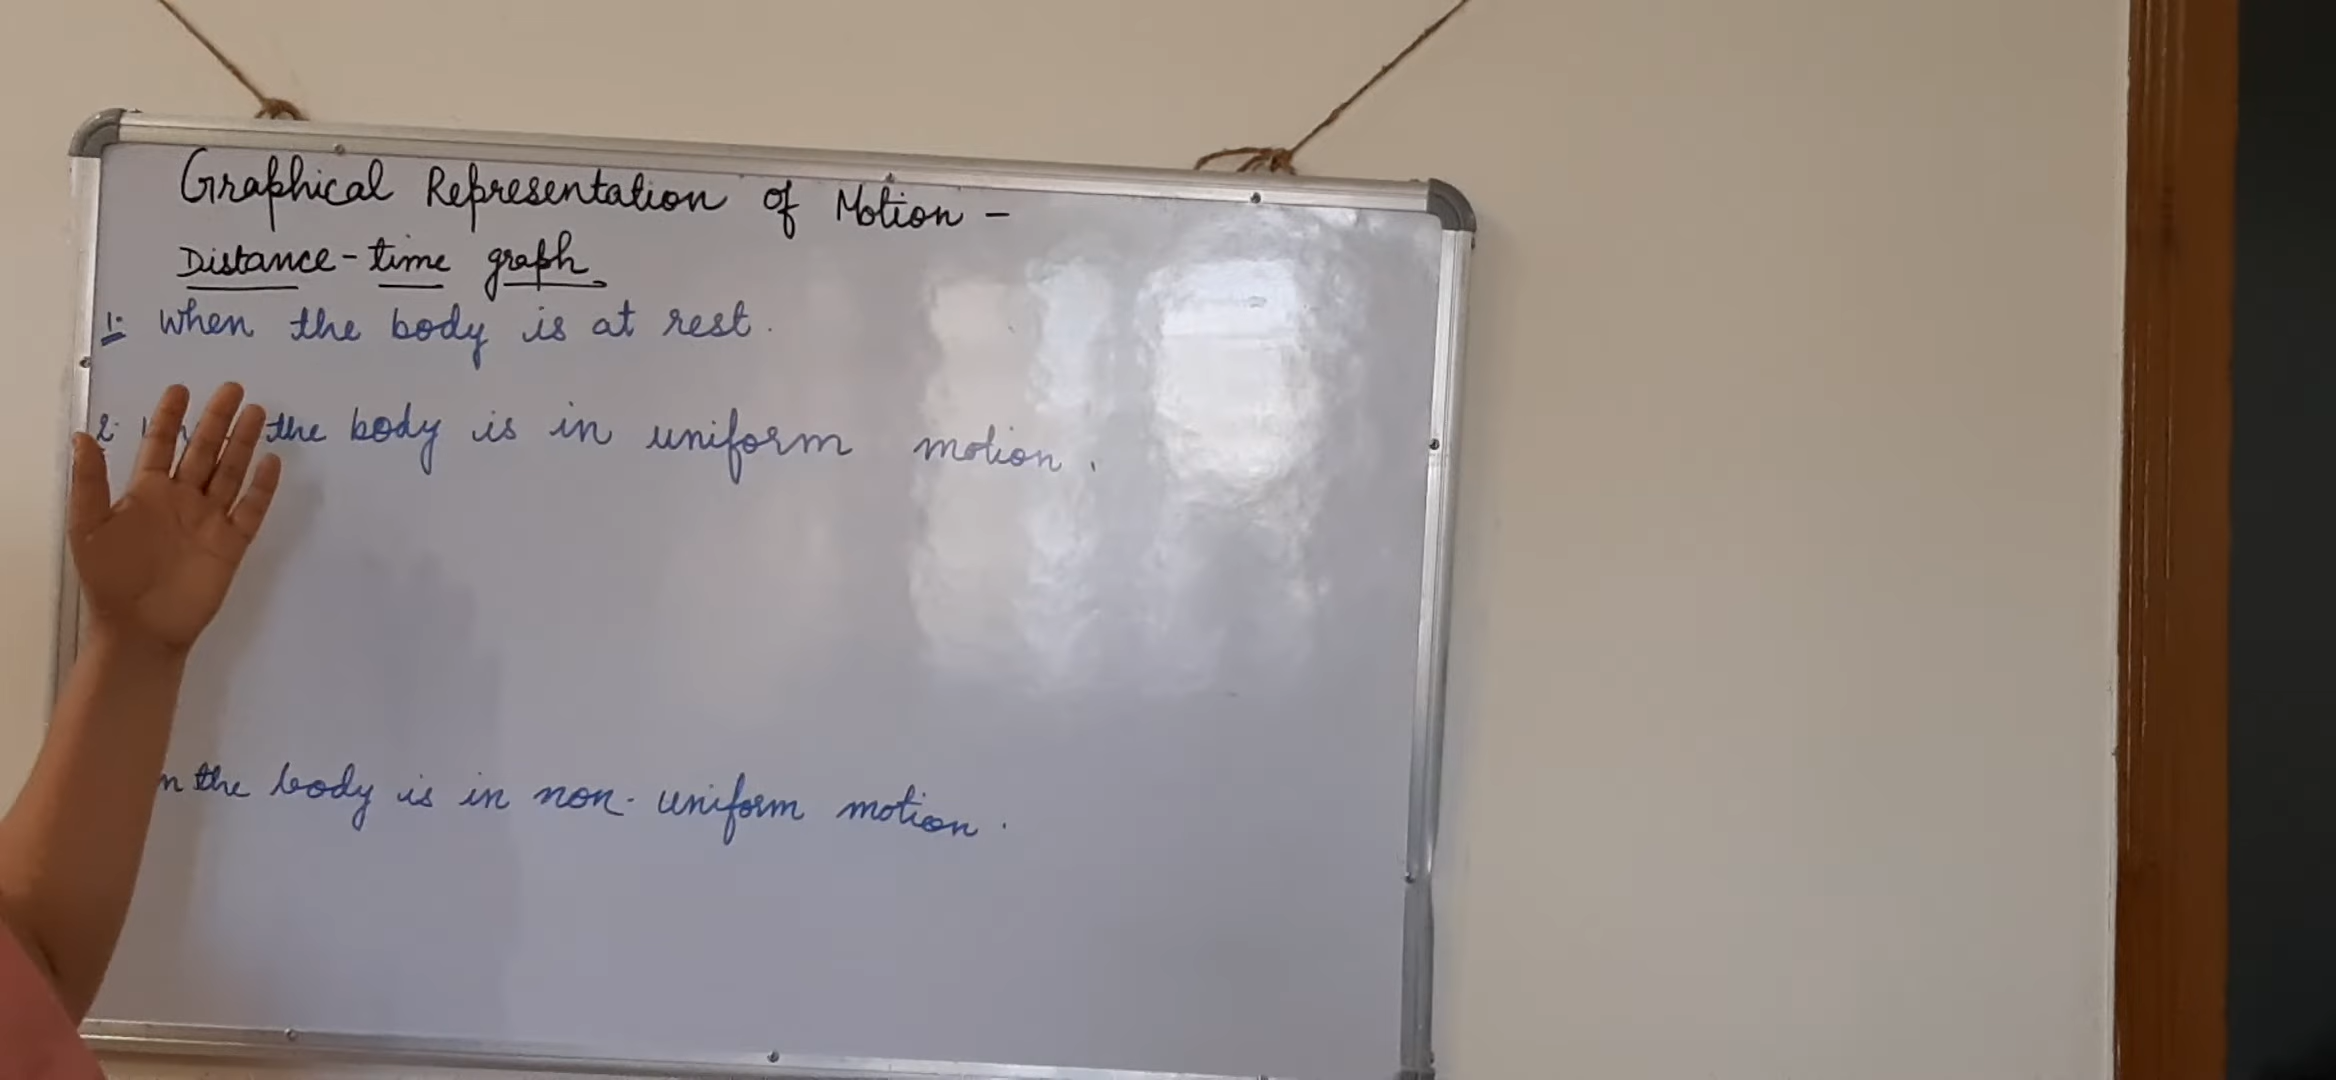 Graphical Representation of Motion -
Distance-time graph
1. when the body is at rest.
2. the body is in uniform motion.
the body is in non-uniform motion.